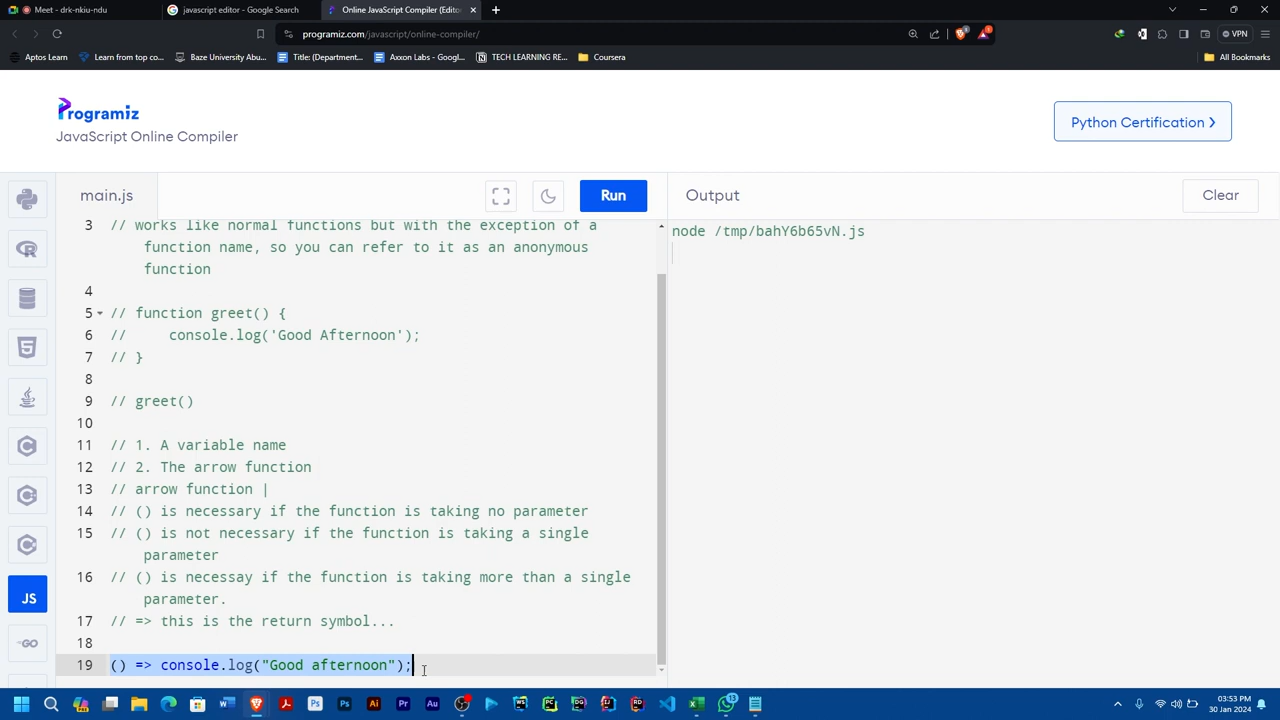 Meet - drk-nkiu-ndu
javascript editor - Google Search
Online JavaScript Compiler (Editor
programiz.com/javascript/online-compiler/
VPN
Aptos Learn
Learn from top co...
Baze University Abu...
Title: (Department...
Axxon Labs - Googl...
TECH LEARNING RE...
Coursera
All Bookmarks
Programiz
JavaScript Online Compiler
Python Certification
main.js
Run
Output
Clear
3 // works like normal functions but with the exception of a
function name, so you can refer to it as an anonymous
function
4
5 // function greet() {
6 //     console.log('Good Afternoon');
7 // }
8
9 // greet()
10
11 // 1. A variable name
12 // 2. The arrow function
13 // arrow function |
14 // () is necessary if the function is taking no parameter
15 // () is not necessary if the function is taking a single
parameter
16 // () is necessay if the function is taking more than a single
parameter.
17 // => this is the return symbol...
18
19 () => console.log("Good afternoon");
node /tmp/bahY6b65vN.js
JS
GO
13
03:53 PM
30 Jan 2024